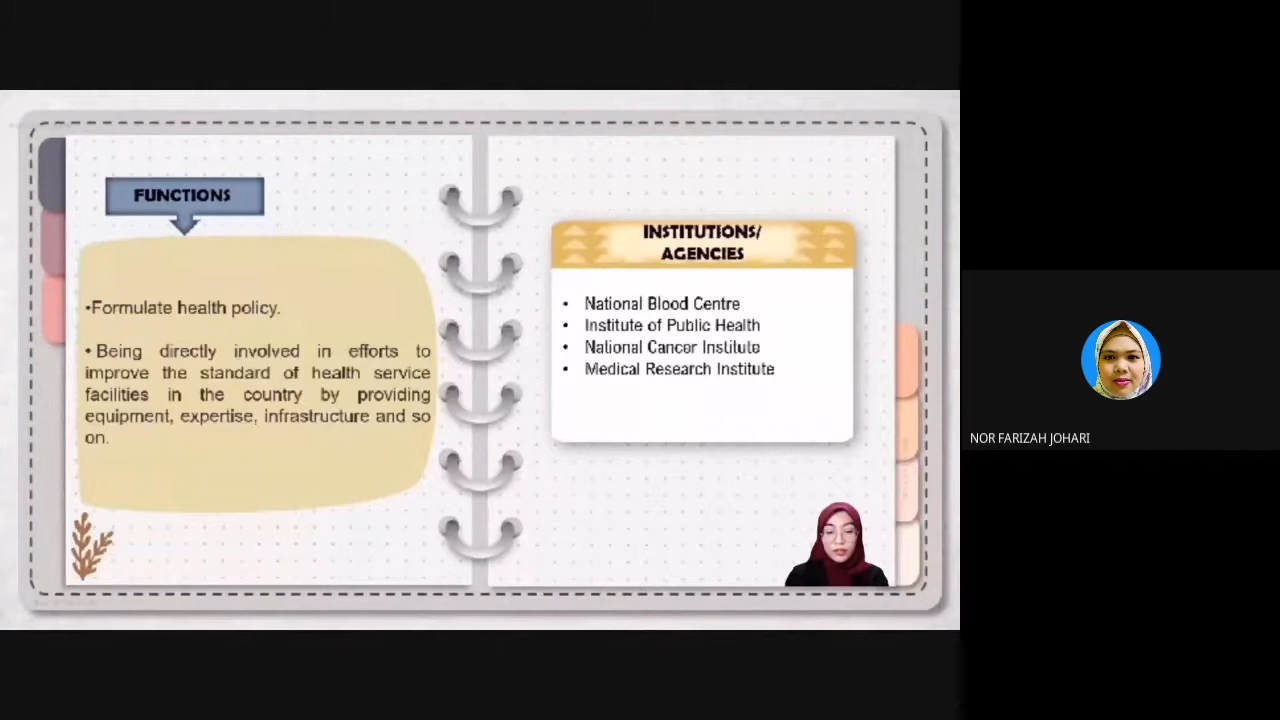 FUNCTIONS
•Formulate health policy.
• Being directly involved in efforts to
improve the standard of health service
facilities in the country by providing
equipment, expertise, infrastructure and so
on.
INSTITUTIONS/
AGENCIES
• National Blood Centre
• Institute of Public Health
• National Cancer Institute
• Medical Research Institute
NOR FARIZAH JOHARI